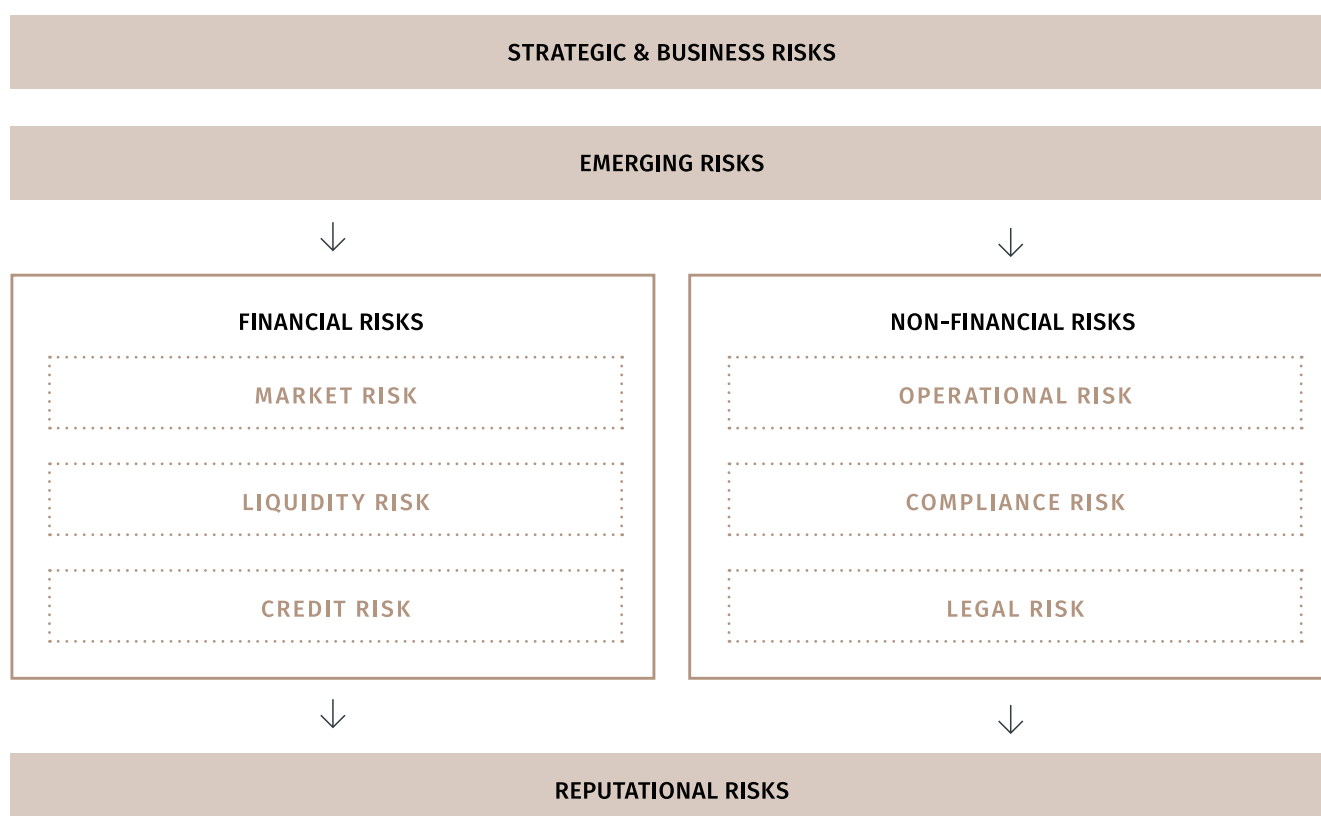 STRATEGIC & BUSINESS RISKS
EMERGING RISKS
FINANCIAL RISKS
MARKET RISK
LIQUIDITY RISK
CREDIT RISK
NON-FINANCIAL RISKS
OPERATIONAL RISK
COMPLIANCE RISK
LEGAL RISK
REPUTATIONAL RISKS